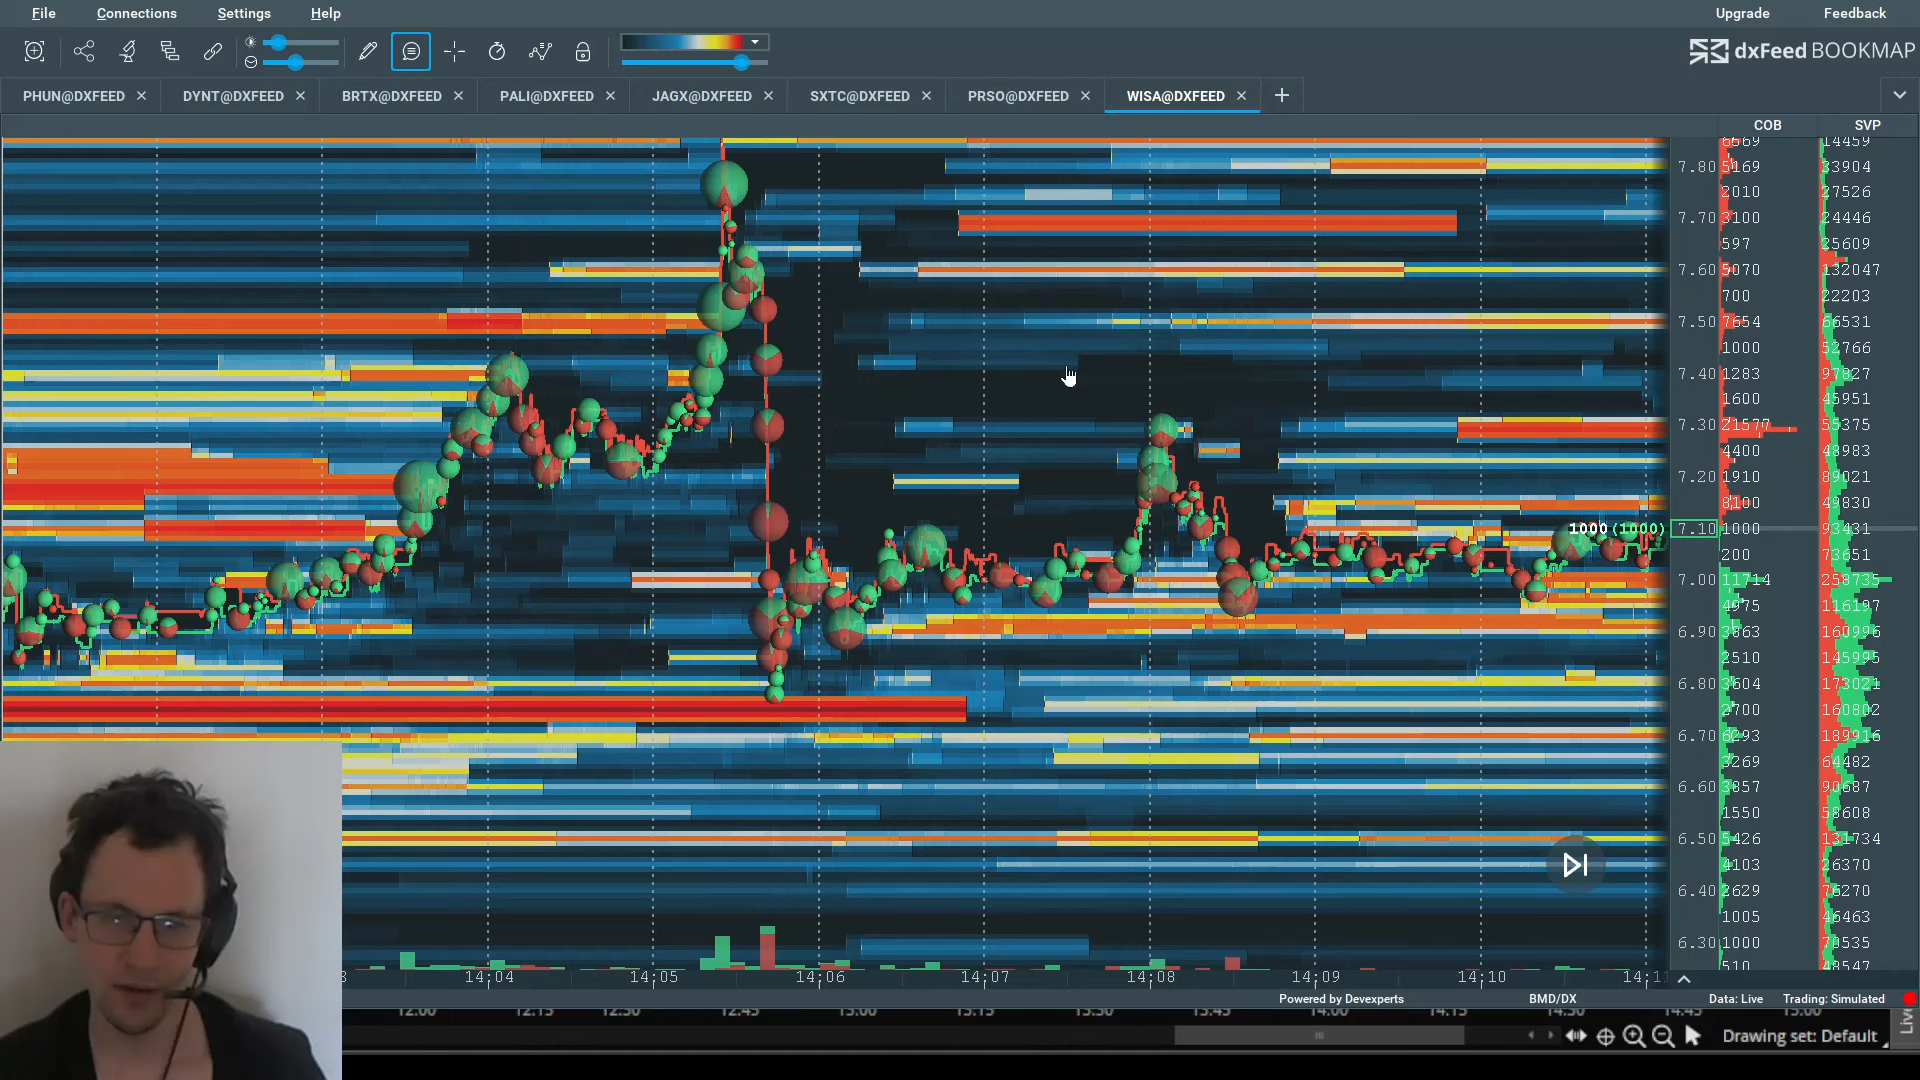 File Connections Settings Help Upgrade Feedback
dxFeed BOOKMAP
PHUN@DXFEED DYNT@DXFEED BRTX@DXFEED PALI@DXFEED JAGX@DXFEED SXTC@DXFEED PRSO@DXFEED WISA@DXFEED
COB SVP
6569 14459
7.80 5169 33904
2010 27526
7.70 3100 24446
597 25609
7.60 5070 132047
700 22203
7.50 7654 66531
1000 52766
7.40 1283 97827
1600 45951
7.30 21577 55375
4400 48983
7.20 1910 89021
8100 49830
1000(1000) 7.10 1000 93431
200 73651
7.00 11714 258735
4975 116197
6.90 3863 160996
2510 145995
6.80 3604 173021
2700 160802
6.70 6293 189916
3269 64482
6.60 3857 90687
1550 58608
6.50 5426 131734
4103 26370
6.40 2629 76270
1005 46463
6.30 1000 70535
510 48547
14:04 14:05 14:06 14:07 14:08 14:09 14:10 14:11
Powered by Devexperts BMD/DX Data: Live Trading: Simulated
12:00 12:15 12:30 12:45 13:00 13:15 13:30 13:45 14:00 14:15 14:30 14:45 15:00
Drawing set: Default